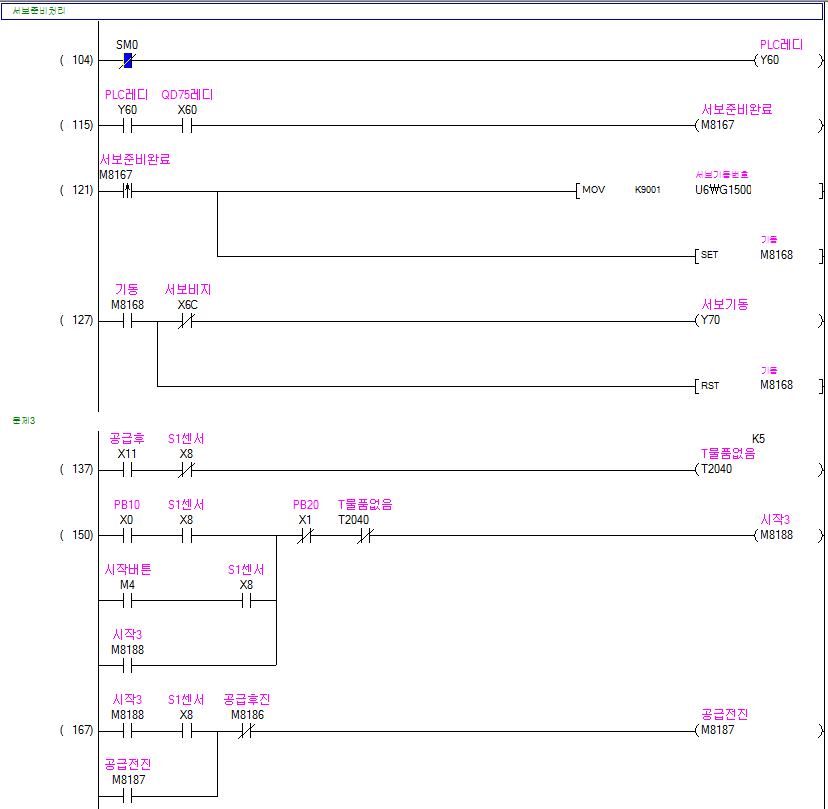 서보준비처리
SM0 PLC레디
( 104) Y60
PLC레디 QD75레디 서보준비완료
Y60 X60
( 115) M8167
서보준비완료 서보기동번호
M8167
( 121) MOV K9001 U6₩G1500
기동
SET M8168
기동 서보비지 서보기동
M8168 X6C
( 127) Y70
기동
RST M8168
문제3
공급후 S1센서 K5
X11 X8 T물품없음
( 137) T2040
PB10 S1센서 PB20 T물품없음
X0 X8 X1 T2040 시작3
( 150) M8188
시작버튼 S1센서
M4 X8
시작3
M8188
시작3 S1센서 공급후진
M8188 X8 M8186 공급전진
( 167) M8187
공급전진
M8187